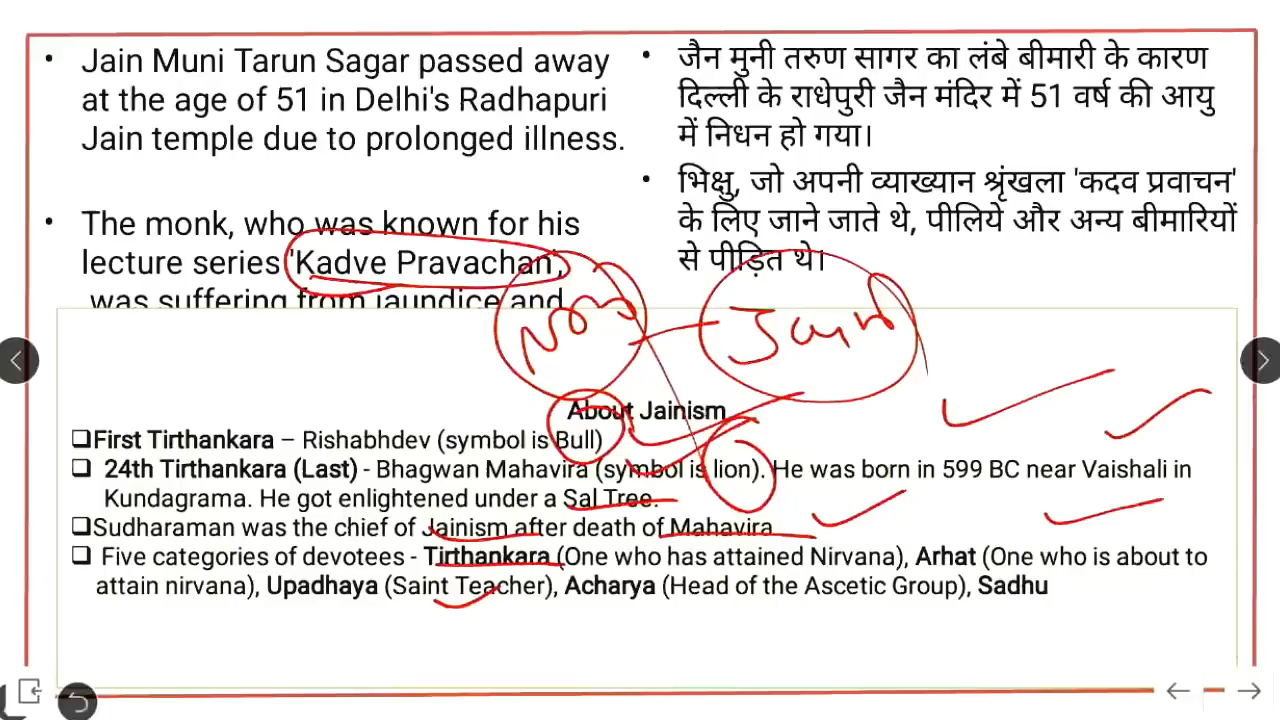 • Jain Muni Tarun Sagar passed away
at the age of 51 in Delhi's Radhapuri
Jain temple due to prolonged illness.
• The monk, who was known for his
lecture series 'Kadve Pravachan',
was suffering from jaundice and
• जैन मुनी तरुण सागर का लंबे बीमारी के कारण
दिल्ली के राधेपुरी जैन मंदिर में 51 वर्ष की आयु
में निधन हो गया।
• भिक्षु, जो अपनी व्याख्यान श्रृंखला 'कदव प्रवाचन'
के लिए जाने जाते थे, पीलिये और अन्य बीमारियों
से पीड़ित थे।
Jain
About Jainism
❑First Tirthankara – Rishabhdev (symbol is Bull)
❑ 24th Tirthankara (Last) - Bhagwan Mahavira (symbol is lion). He was born in 599 BC near Vaishali in
Kundagrama. He got enlightened under a Sal Tree.
❑Sudharaman was the chief of Jainism after death of Mahavira
❑ Five categories of devotees - Tirthankara (One who has attained Nirvana), Arhat (One who is about to
attain nirvana), Upadhaya (Saint Teacher), Acharya (Head of the Ascetic Group), Sadhu